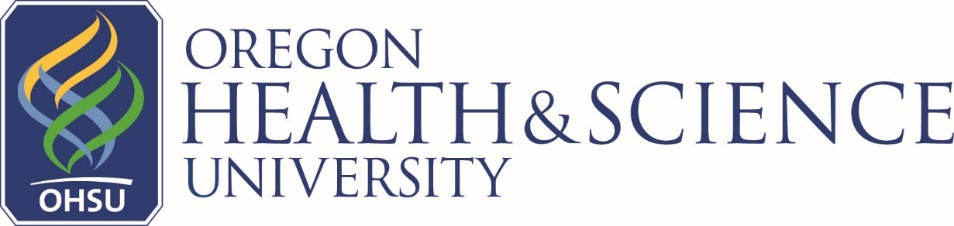 OHSU
OREGON
HEALTH & SCIENCE
UNIVERSITY